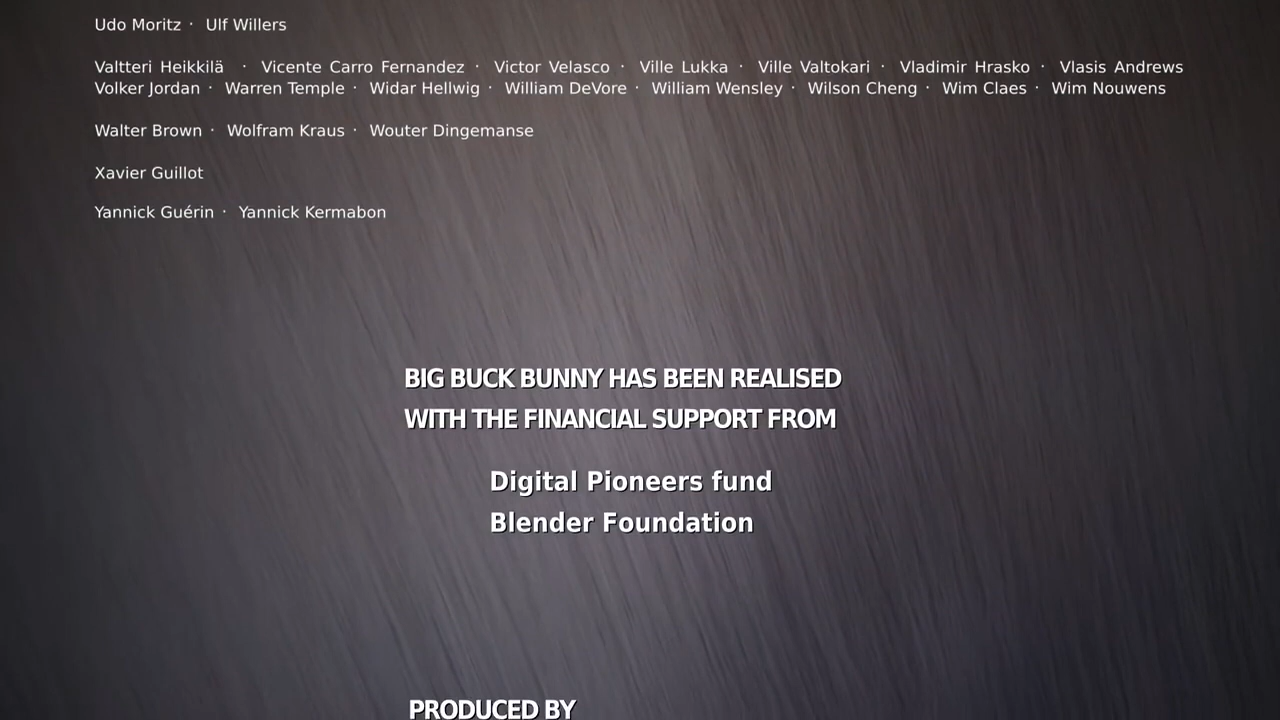 Udo Moritz · Ulf Willers
Valtteri Heikkilä · Vicente Carro Fernandez · Victor Velasco · Ville Lukka · Ville Valtokari · Vladimir Hrasko · Vlasis Andrews
Volker Jordan · Warren Temple · Widar Hellwig · William DeVore · William Wensley · Wilson Cheng · Wim Claes · Wim Nouwens
Walter Brown · Wolfram Kraus · Wouter Dingemanse
Xavier Guillot
Yannick Guérin · Yannick Kermabon
BIG BUCK BUNNY HAS BEEN REALISED
WITH THE FINANCIAL SUPPORT FROM
Digital Pioneers fund
Blender Foundation
PRODUCED BY